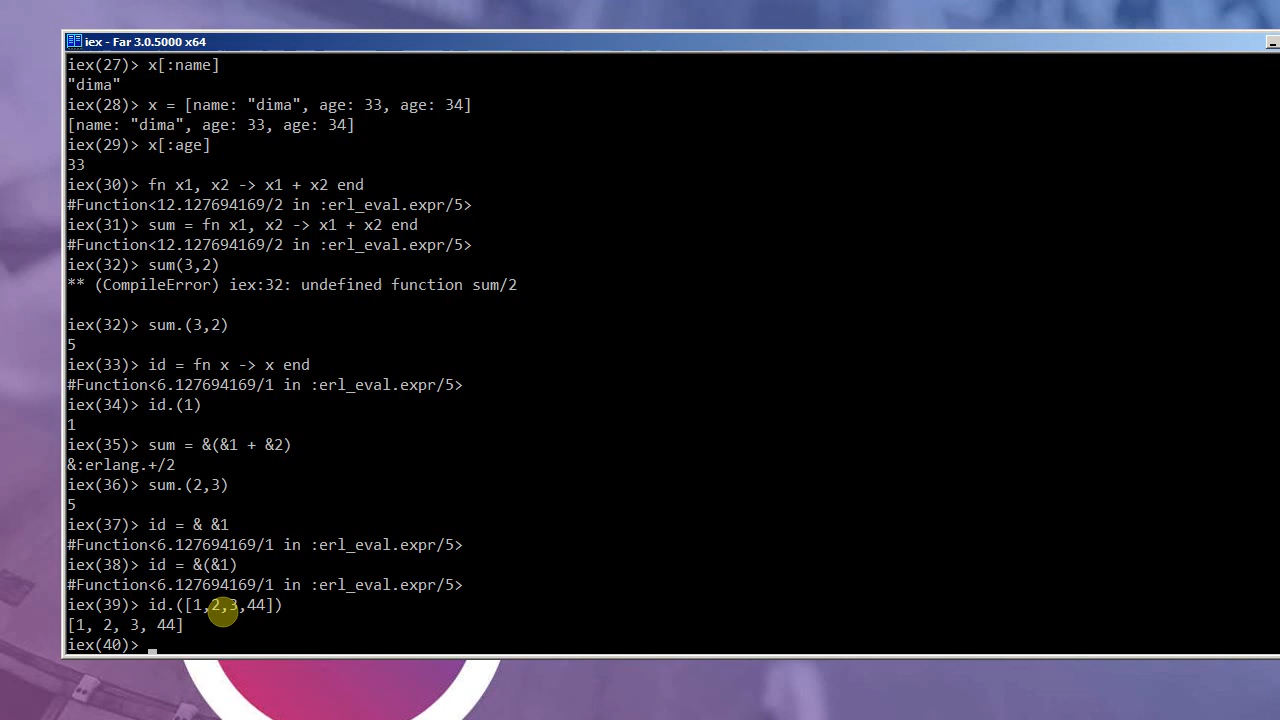 iex - Far 3.0.5000 x64
iex(27)> x[:name]
"dima"
iex(28)> x = [name: "dima", age: 33, age: 34]
[name: "dima", age: 33, age: 34]
iex(29)> x[:age]
33
iex(30)> fn x1, x2 -> x1 + x2 end
#Function<12.127694169/2 in :erl_eval.expr/5>
iex(31)> sum = fn x1, x2 -> x1 + x2 end
#Function<12.127694169/2 in :erl_eval.expr/5>
iex(32)> sum(3,2)
** (CompileError) iex:32: undefined function sum/2
iex(32)> sum.(3,2)
5
iex(33)> id = fn x -> x end
#Function<6.127694169/1 in :erl_eval.expr/5>
iex(34)> id.(1)
1
iex(35)> sum = &(&1 + &2)
&:erlang.+/2
iex(36)> sum.(2,3)
5
iex(37)> id = & &1
#Function<6.127694169/1 in :erl_eval.expr/5>
iex(38)> id = &(&1)
#Function<6.127694169/1 in :erl_eval.expr/5>
iex(39)> id.([1,2,3,44])
[1, 2, 3, 44]
iex(40)>